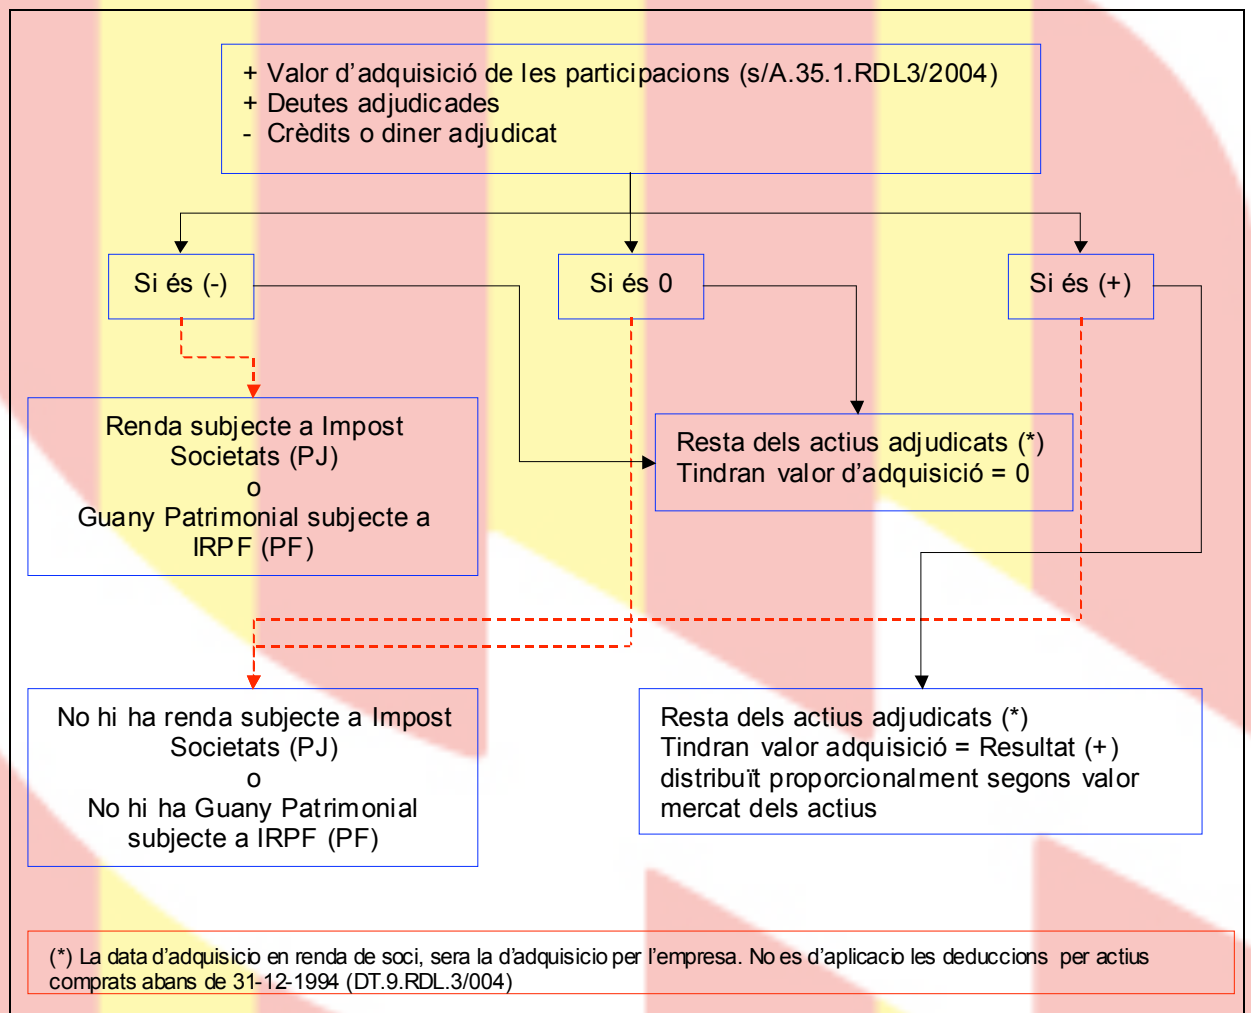 + Valor d'adquisició de les participacions (s/A.35.1.RDL3/2004)
+ Deutes adjudicades
- Crèdits o diner adjudicat
Si és (-)
Si és 0
Si és (+)
Renda subjecte a Impost
Societats (PJ)
o
Guany Patrimonial subjecte a
IRPF (PF)
Resta dels actius adjudicats (*)
Tindran valor d'adquisició = 0
No hi ha renda subjecte a Impost
Societats (PJ)
o
No hi ha Guany Patrimonial
subjecte a IRPF (PF)
Resta dels actius adjudicats (*)
Tindran valor adquisició = Resultat (+)
distribuït proporcionalment segons valor
mercat dels actius
(*) La data d'adquisicio en renda de soci, sera la d'adquisicio per l'empresa. No es d'aplicacio les deduccions per actius
comprats abans de 31-12-1994 (DT.9.RDL.3/004)